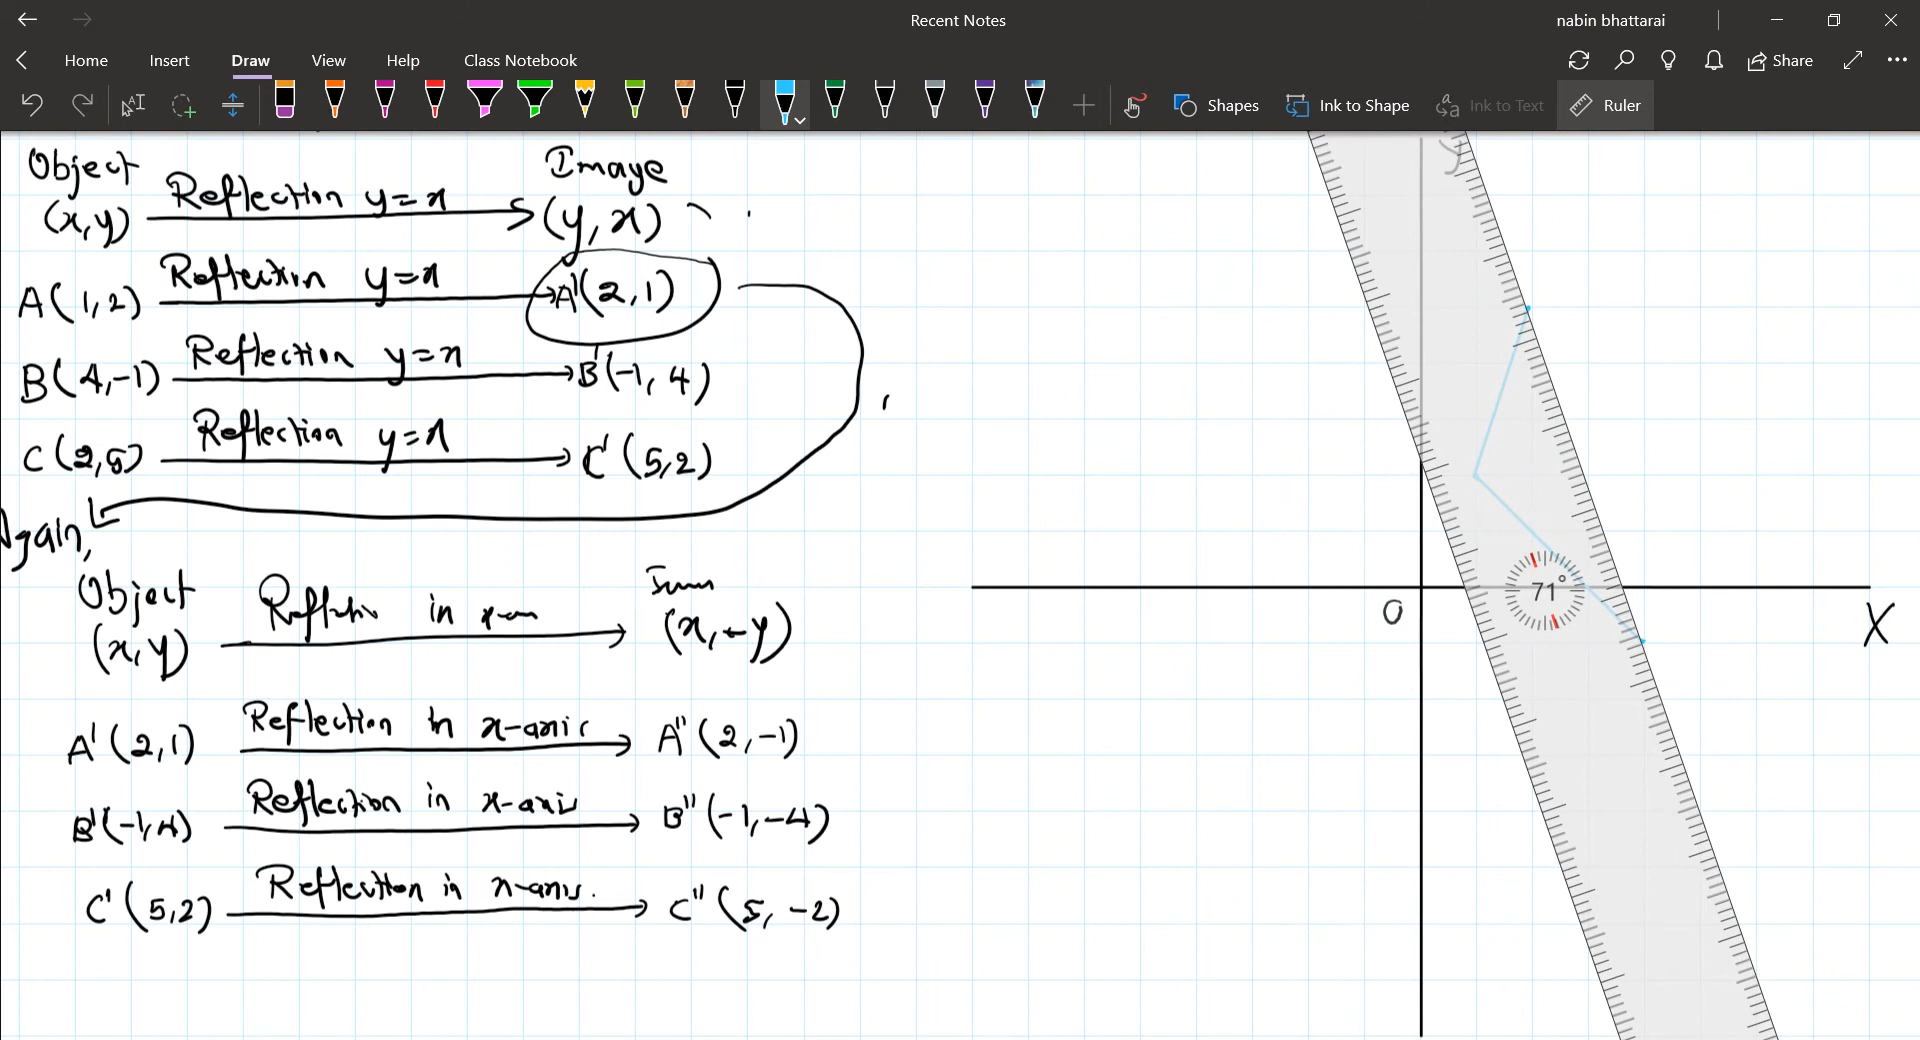 Recent Notes
nabin bhattarai
Home Insert Draw View Help Class Notebook
Share
Shapes Ink to Shape Ink to Text Ruler
Object Image
(x,y) Reflection y=x (y,x)
A(1,2) Reflection y=x A'(2,1)
B(4,-1) Reflection y=x B'(-1,4)
C(2,5) Reflection y=x C'(5,2)
Again,
Object in
(x,y) (x,-y)
A'(2,1) Reflection in x-axis A"(2,-1)
B'(-1,4) Reflection in x-axis B"(-1,-4)
C'(5,2) Reflection in x-axis. C"(5,-2)
y
71°
O
X